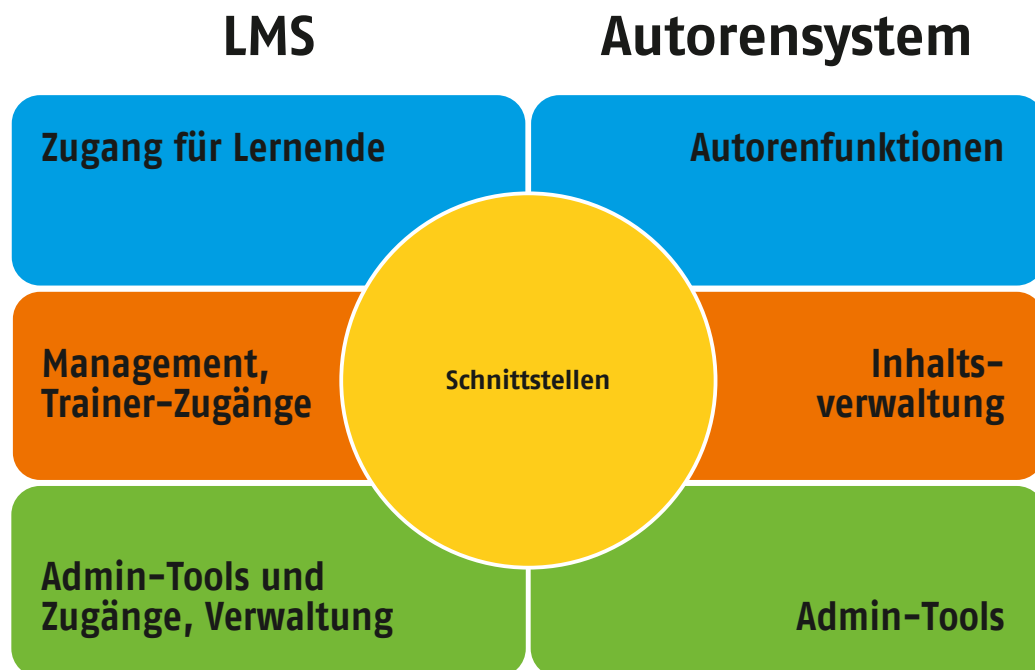 LMS
Autorensystem
Zugang für Lernende
Autorenfunktionen
Management,
Trainer-Zugänge
Schnittstellen
Inhalts-
verwaltung
Admin-Tools und
Zugänge, Verwaltung
Admin-Tools